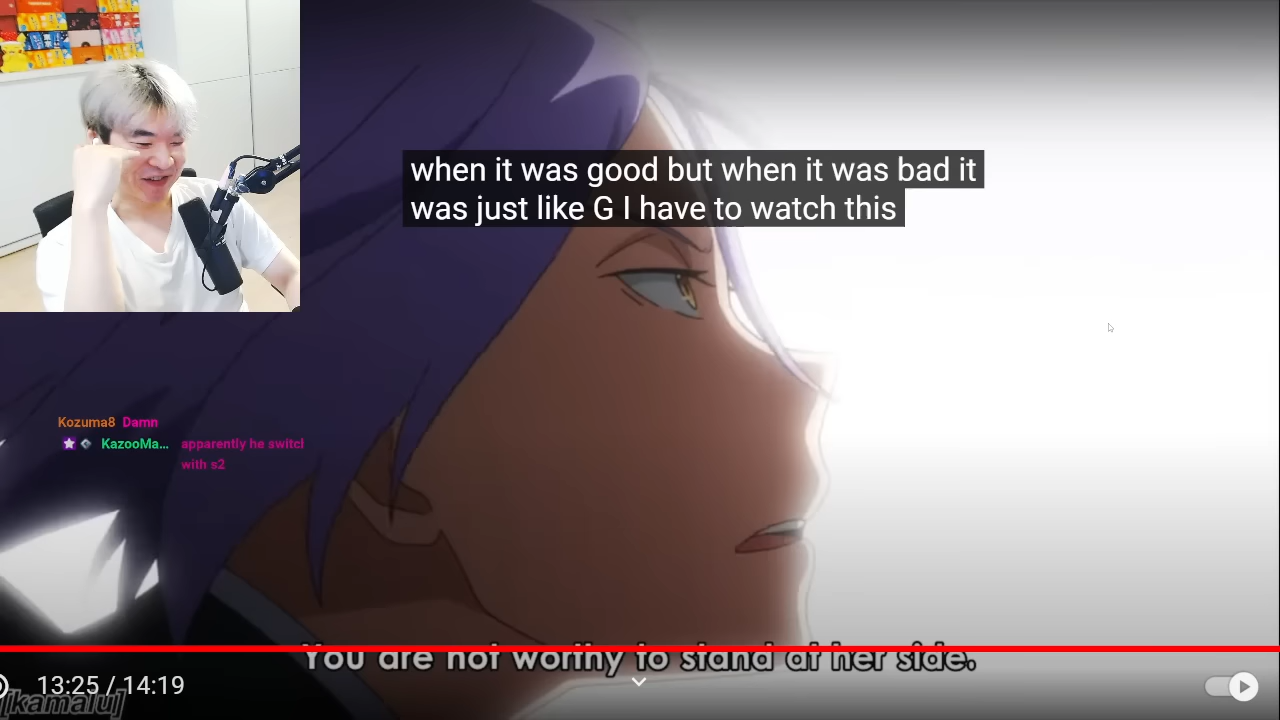 when it was good but when it was bad it
was just like G I have to watch this
Kozuma8 Damn
KazooMa... apparently he switcl
with s2
You are not worthy to stand at her side.
13:25 / 14:19
[kamalu]